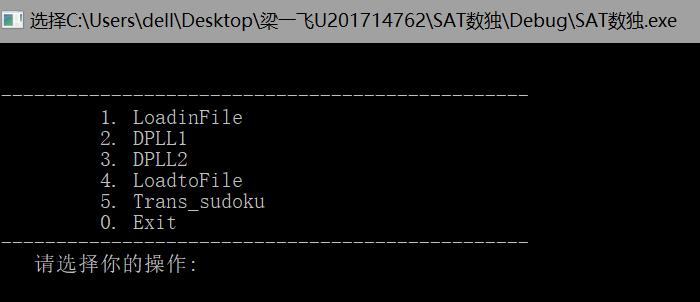 选择C:\Users\dell\Desktop\梁一飞U201714762\SAT数独\Debug\SAT数独.exe
------------------------------------------------
1. LoadinFile
2. DPLL1
3. DPLL2
4. LoadtoFile
5. Trans_sudoku
0. Exit
------------------------------------------------
请选择你的操作: